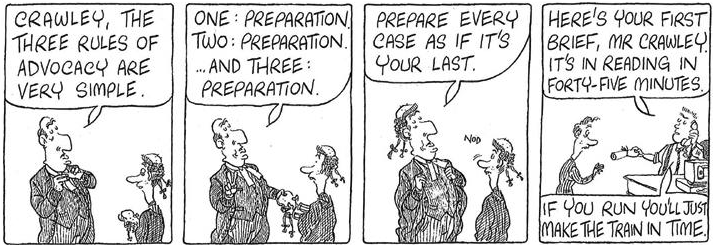 CRAWLEY, THE
THREE RULES OF
ADVOCACY ARE
VERY SIMPLE.
ONE: PREPARATION.
TWO: PREPARATION.
...AND THREE:
PREPARATION.
PREPARE EVERY
CASE AS IF IT'S
YOUR LAST.
NOD
HERE'S YOUR FIRST
BRIEF, MR CRAWLEY.
IT'S IN READING IN
FORTY-FIVE MINUTES.
IF YOU RUN YOU'LL JUST
MAKE THE TRAIN IN TIME.